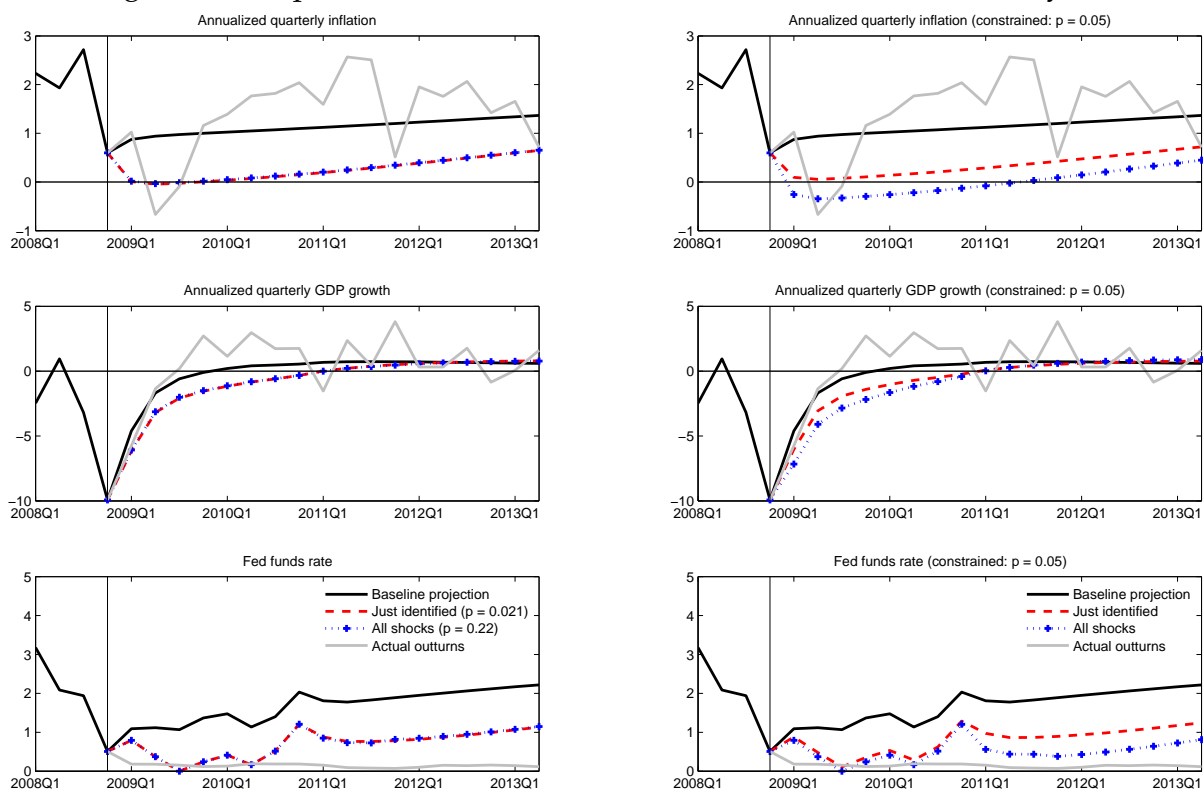 Annualized quarterly inflation
3
2
1
0
−1
2008Q1 2009Q1 2010Q1 2011Q1 2012Q1 2013Q1
Annualized quarterly inflation (constrained: p = 0.05)
3
2
1
0
−1
2008Q1 2009Q1 2010Q1 2011Q1 2012Q1 2013Q1
Annualized quarterly GDP growth
5
0
−5
−10
2008Q1 2009Q1 2010Q1 2011Q1 2012Q1 2013Q1
Annualized quarterly GDP growth (constrained: p = 0.05)
5
0
−5
−10
2008Q1 2009Q1 2010Q1 2011Q1 2012Q1 2013Q1
Fed funds rate
5
4
3
2
1
0
Baseline projection
Just identified (p = 0.021)
All shocks (p = 0.22)
Actual outturns
2008Q1 2009Q1 2010Q1 2011Q1 2012Q1 2013Q1
Fed funds rate (constrained: p = 0.05)
5
4
3
2
1
0
Baseline projection
Just identified
All shocks
Actual outturns
2008Q1 2009Q1 2010Q1 2011Q1 2012Q1 2013Q1